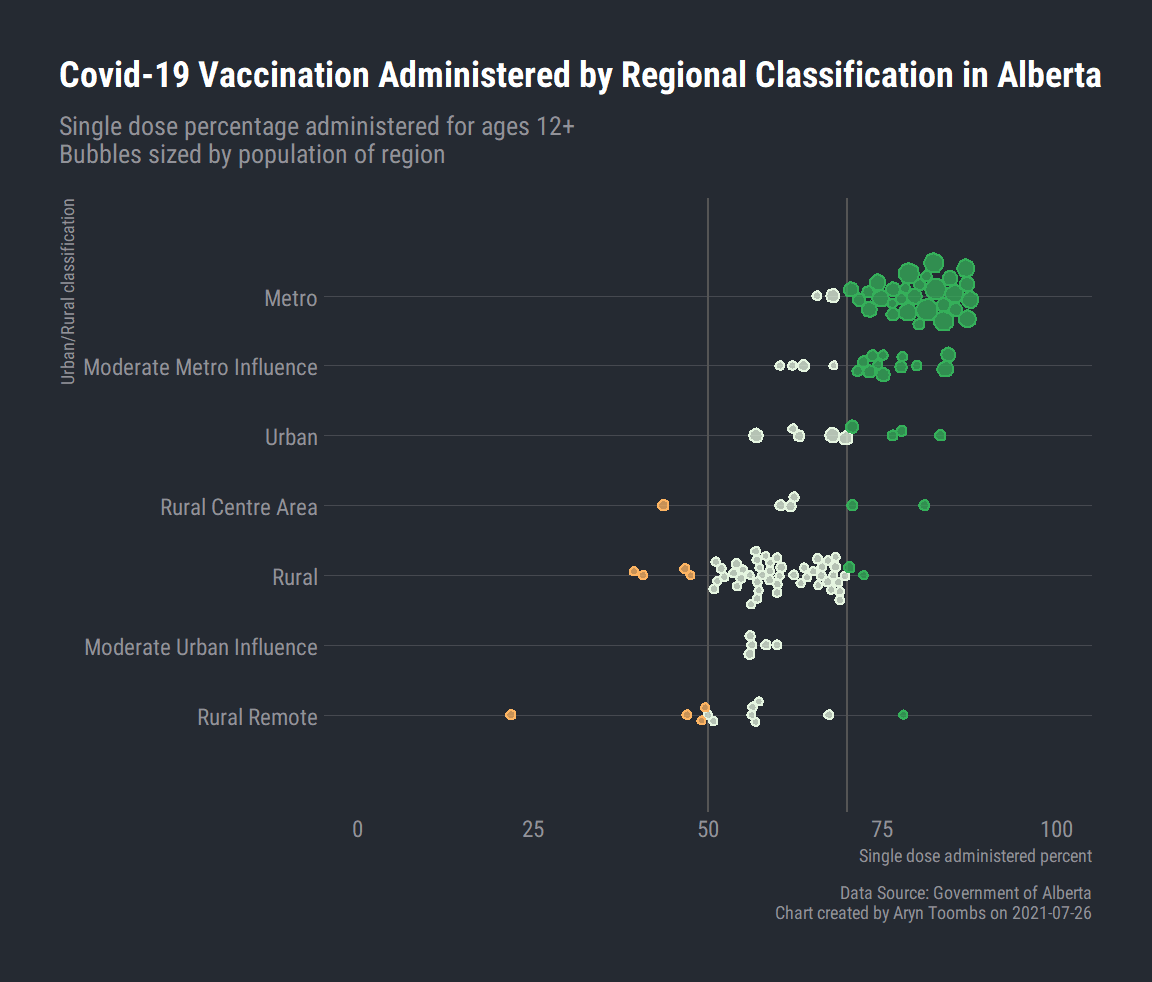 Covid-19 Vaccination Administered by Regional Classification in Alberta
Single dose percentage administered for ages 12+
Bubbles sized by population of region
Urban/Rural classification
Metro
Moderate Metro Influence
Urban
Rural Centre Area
Rural
Moderate Urban Influence
Rural Remote
0 25 50 75 100
Single dose administered percent
Data Source: Government of Alberta
Chart created by Aryn Toombs on 2021-07-26